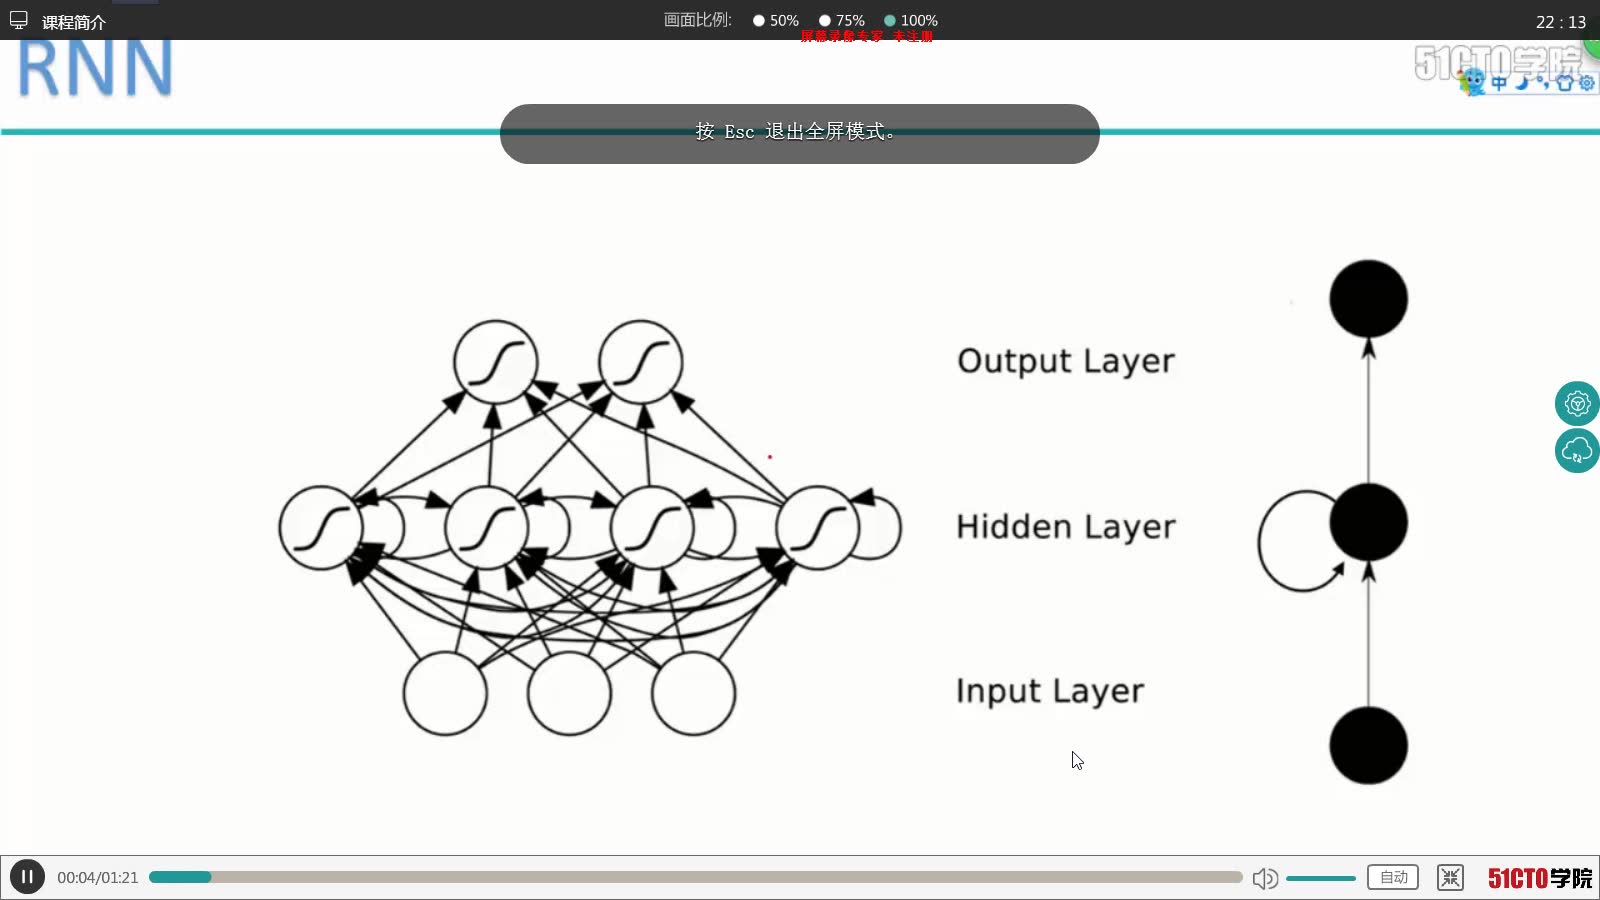 课程简介
画面比例: 50% 75% 100%
22 : 13
屏幕录像专家 未注册
RNN
51CTO学院
中
按 Esc 退出全屏模式。
Output Layer
Hidden Layer
Input Layer
00:04/01:21
自动
51CTO学院